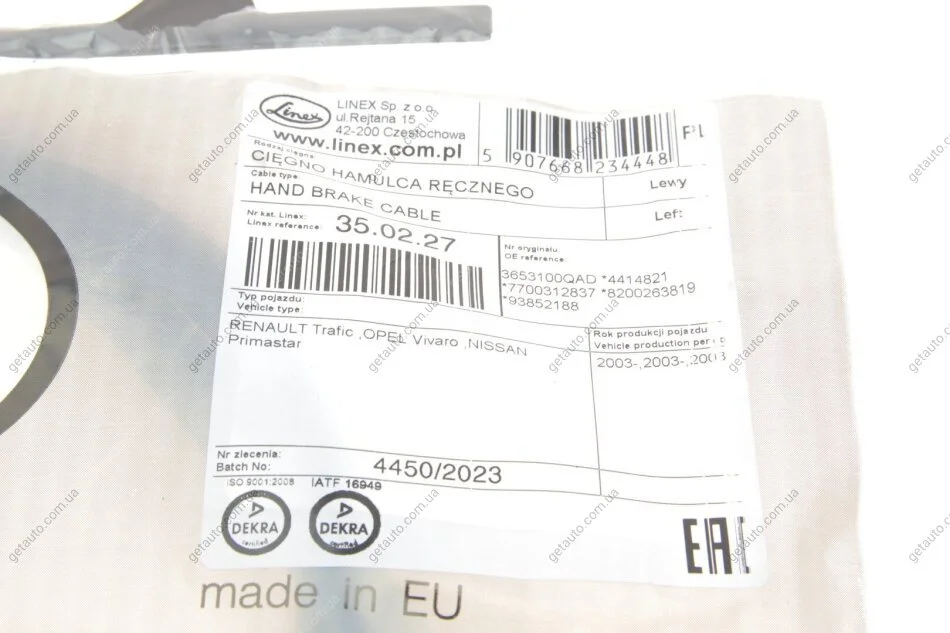 Linex
LINEX Sp. z o.o.
ul.Rejtana 15
42-200 Częstochowa
www.linex.com.pl
5 907668 234448
Rodzaj cięgna
CIĘGNO HAMULCA RĘCZNEGO
Lewy
Cable type
HAND BRAKE CABLE
Left
Nr kat. Linex:
Linex reference:
35.02.27
Nr oryginału:
OE reference:
3653100QAD *4414821
*7700312837 *8200263819
*93852188
Typ pojazdu:
Vehicle type:
RENAULT Trafic ,OPEL Vivaro ,NISSAN
Primastar
Rok produkcji pojazdu
Vehicle production
2003-,2003-,2003
Nr zlecenia:
Batch No:
4450/2023
ISO 9001:2008 IATF 16949
DEKRA
certified
DEKRA
certified
EAC
made in EU
getauto.com.ua